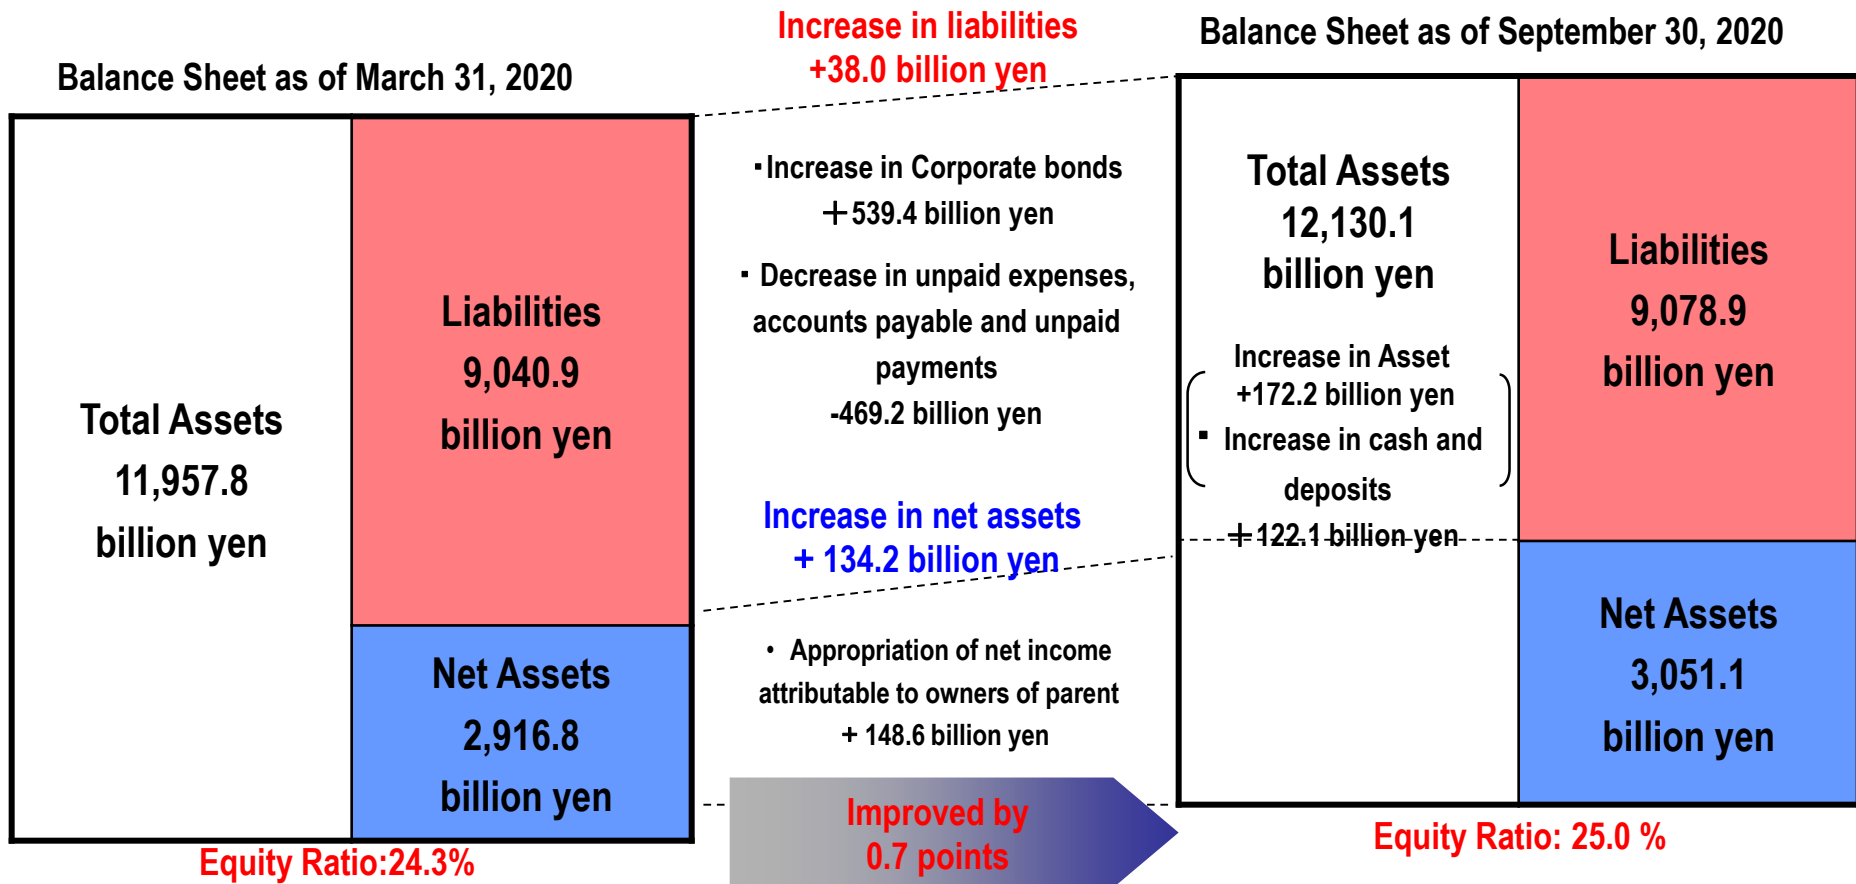 Balance Sheet as of March 31, 2020
Total Assets
11,957.8
billion yen
Liabilities
9,040.9
billion yen
Net Assets
2,916.8
billion yen
Equity Ratio:24.3%
Increase in liabilities
+38.0 billion yen
▪Increase in Corporate bonds
+539.4 billion yen
▪ Decrease in unpaid expenses,
accounts payable and unpaid
payments
-469.2 billion yen
Increase in net assets
+ 134.2 billion yen
• Appropriation of net income
attributable to owners of parent
+ 148.6 billion yen
Improved by
0.7 points
Balance Sheet as of September 30, 2020
Total Assets
12,130.1
billion yen
Increase in Asset
+172.2 billion yen
▪ Increase in cash and
deposits
+122.1 billion yen
Liabilities
9,078.9
billion yen
Net Assets
3,051.1
billion yen
Equity Ratio: 25.0 %